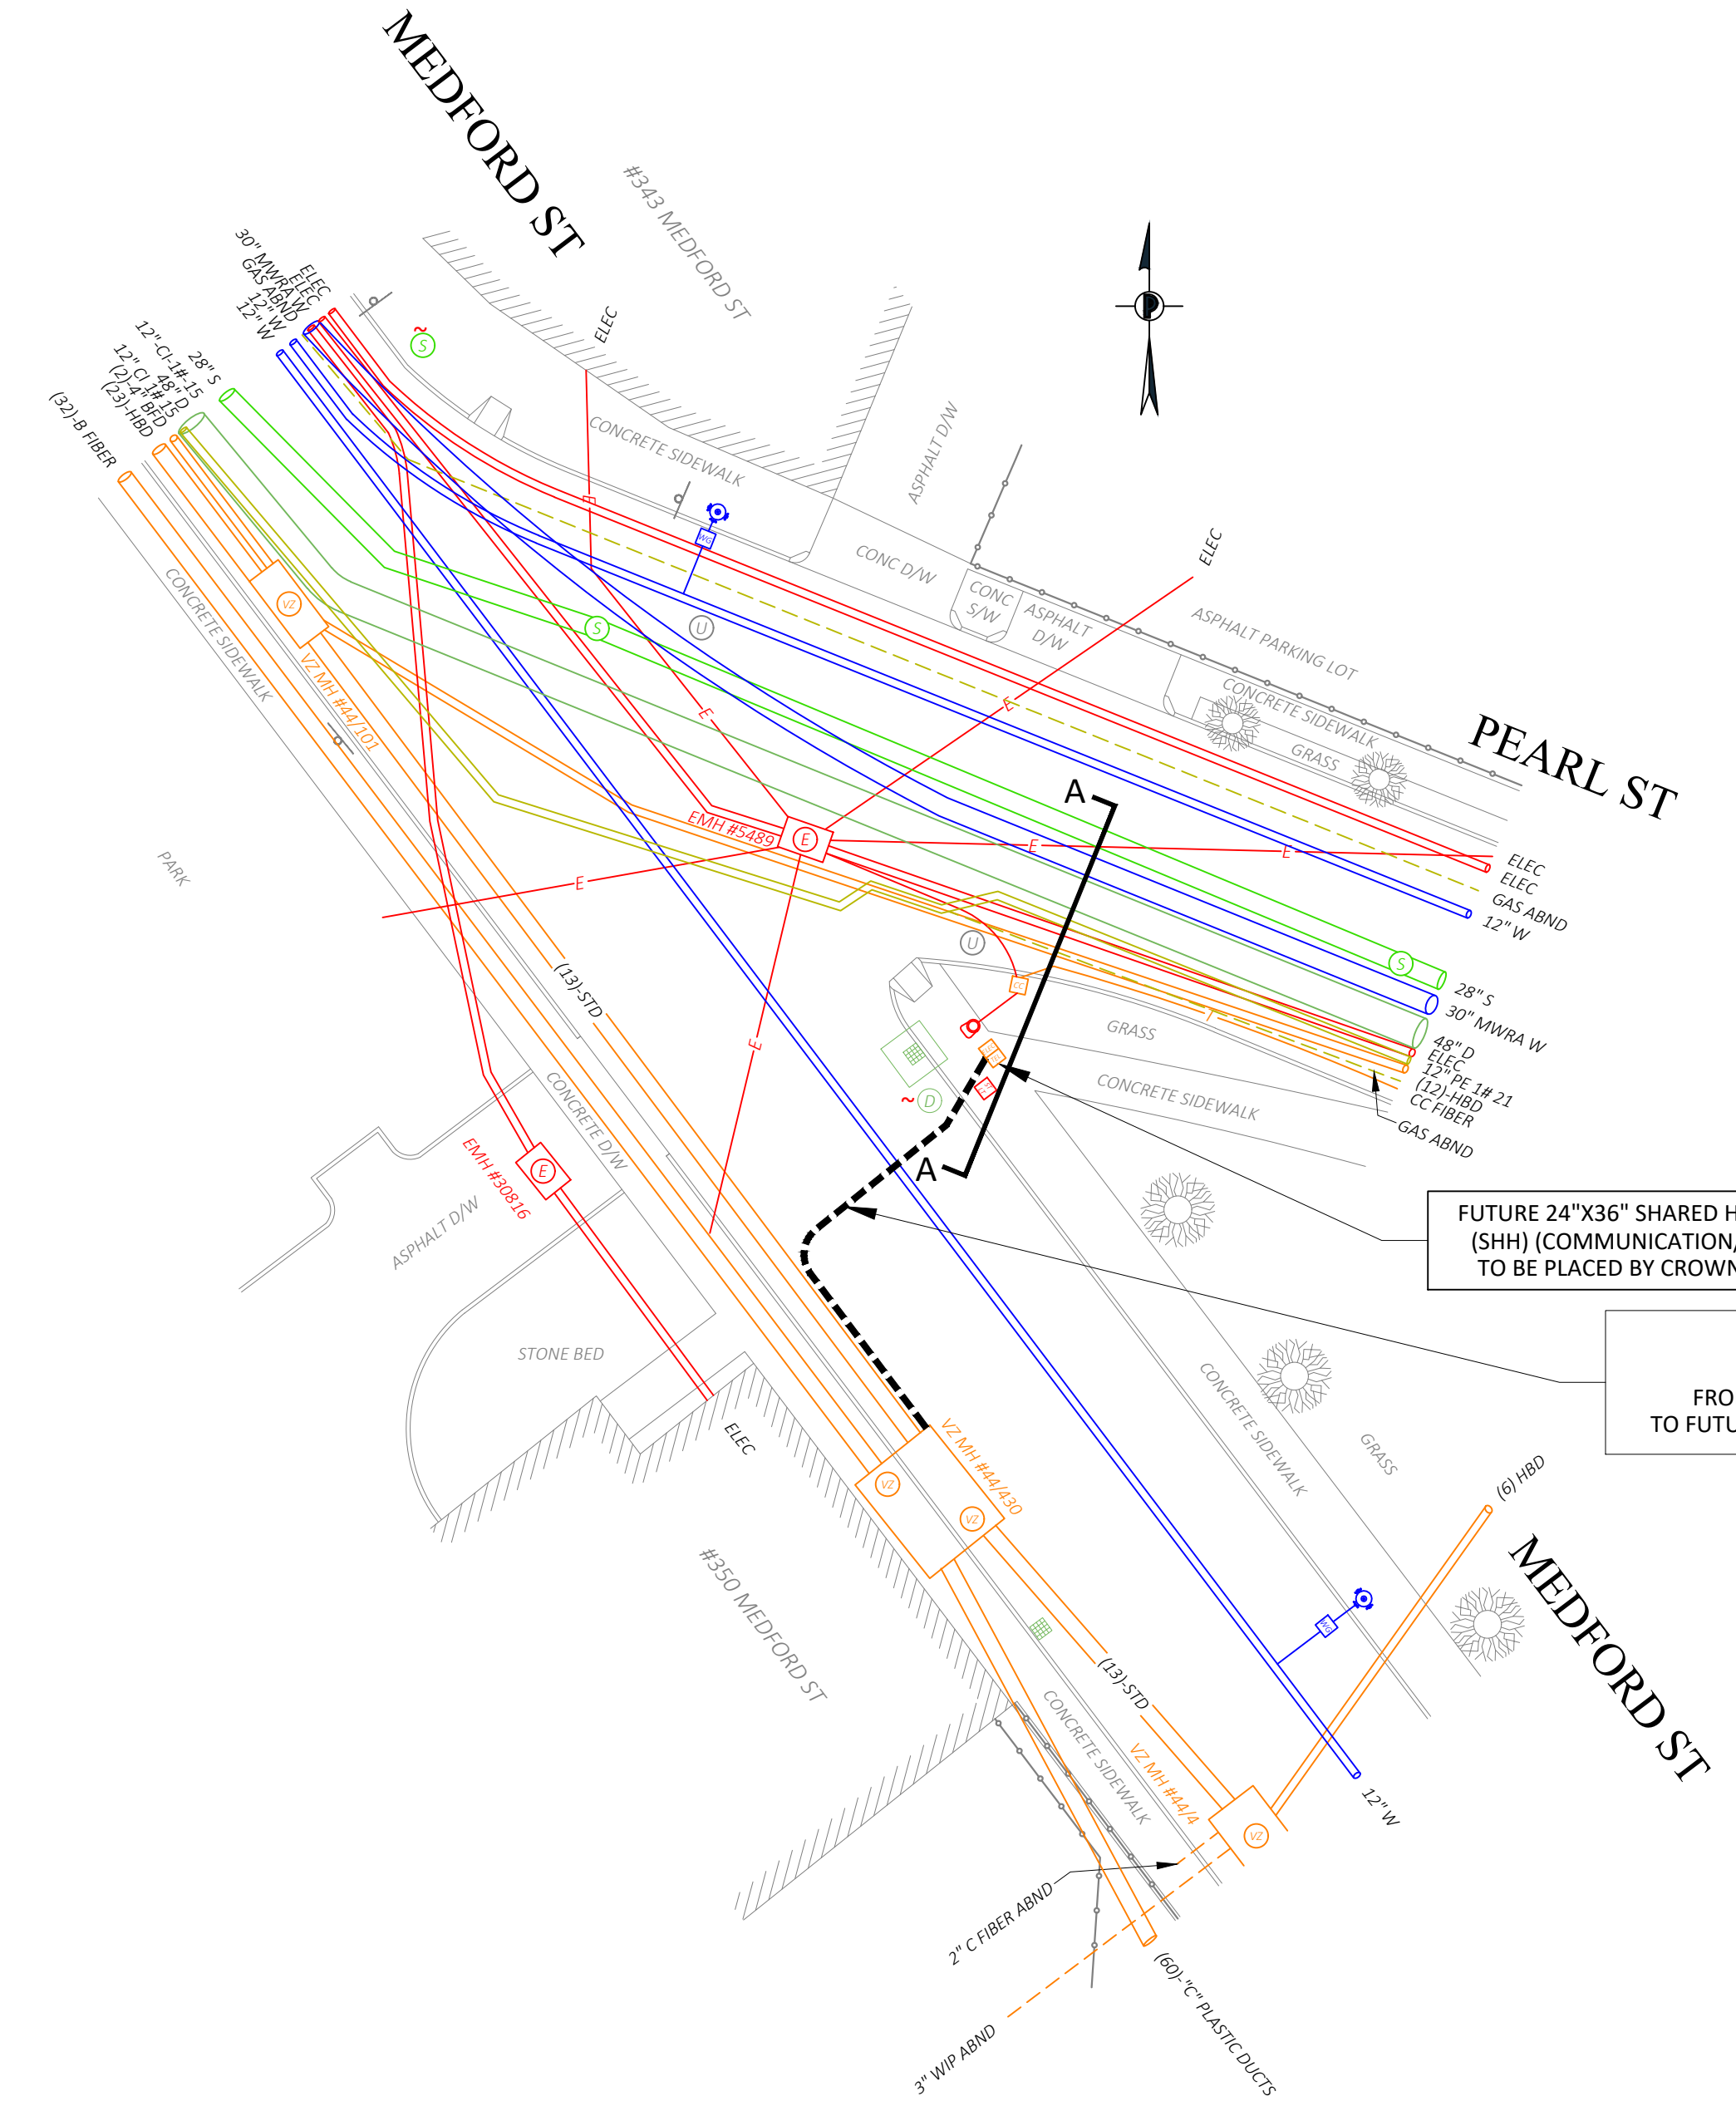 MEDFORD ST
#343 MEDFORD ST
ELEC
ELEC
ELEC
30" MWRA W
GAS ABND
12" W
12" W
28" S
12"-CI-1#-15
48" D
12" CI 1# 15
(2)-4" BFD
(23)-HBD
(32)-B FIBER
S
E
CONCRETE SIDEWALK
ASPHALT D/W
P
WG
CONC D/W
CONC
S/W
ASPHALT
D/W
ELEC
ASPHALT PARKING LOT
CONCRETE SIDEWALK
GRASS
PEARL ST
VZ
CONCRETE SIDEWALK
VZ MH #44/101
S
U
E
E
A
EMH #5489
E
E
E
E
PARK
ELEC
ELEC
GAS ABND
12" W
S
28" S
30" MWRA W
48" D
ELEC
12" PE 1# 21
(12)-HBD
CC FIBER
GAS ABND
(13)-STD
U
CC
T
GRASS
CONCRETE SIDEWALK
E
D
A
CONCRETE D/W
EMH #30816
E
ASPHALT D/W
STONE BED
ELEC
FUTURE 24"X36" SHARED H
(SHH) (COMMUNICATION/
TO BE PLACED BY CROWN
FRO
TO FUTU
CONCRETE SIDEWALK
GRASS
VZ MH #44/430
VZ
VZ
(6) HBD
MEDFORD ST
#350 MEDFORD ST
WG
(13)-STD
CONCRETE SIDEWALK
VZ MH #44/4
VZ
12" W
2" C FIBER ABND
3" WIP ABND
(60)-"C" PLASTIC DUCTS